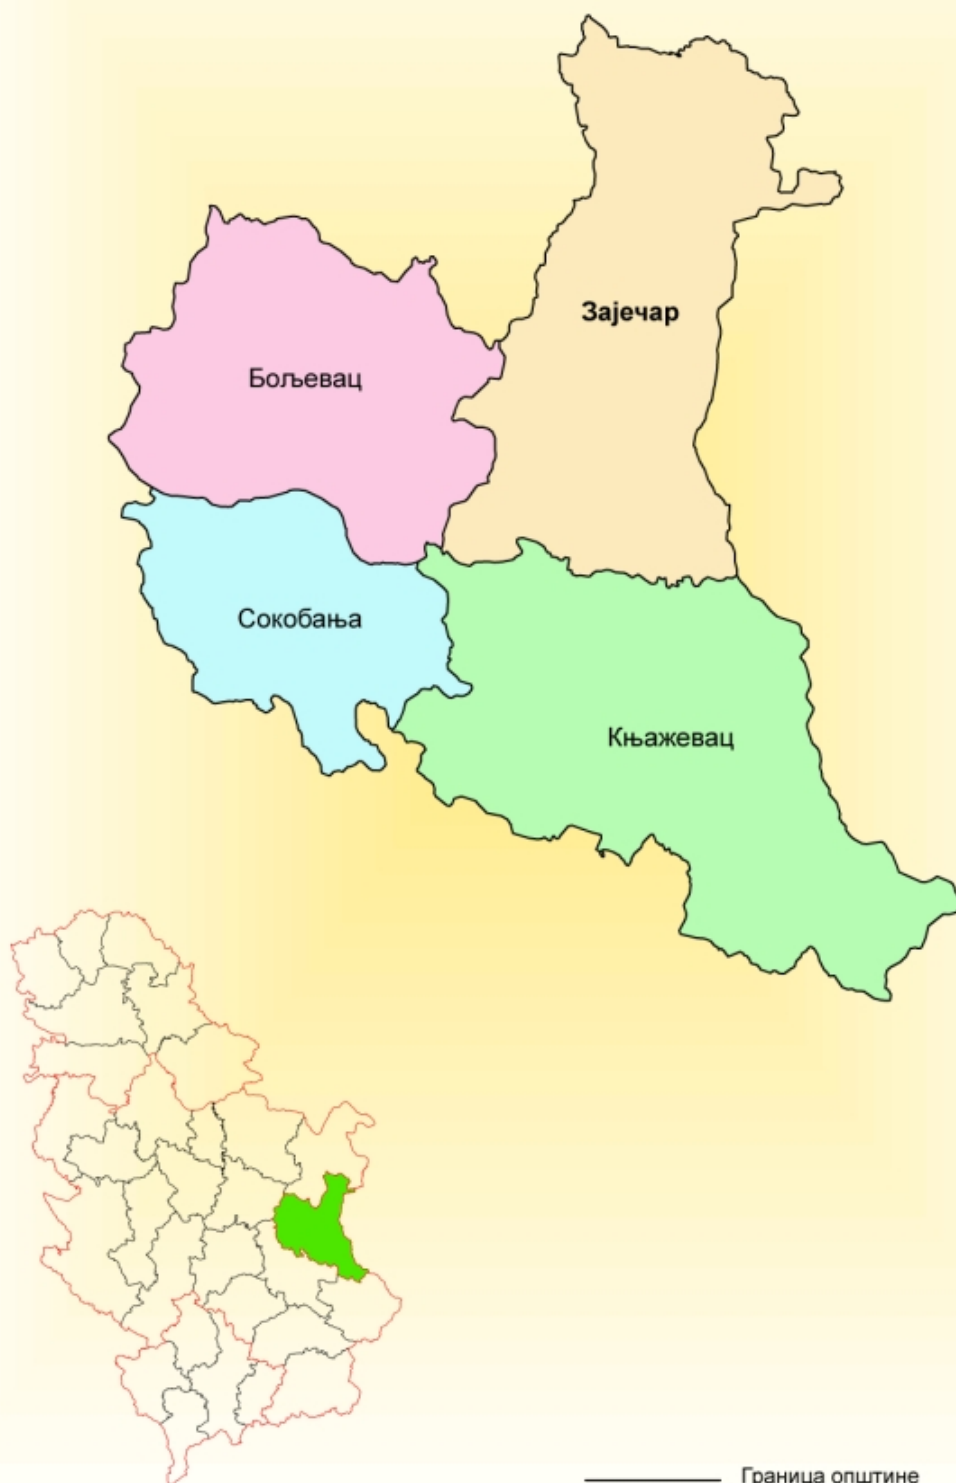 Зајечар
Бољевац
Сокобања
Књажевац
Граница општине